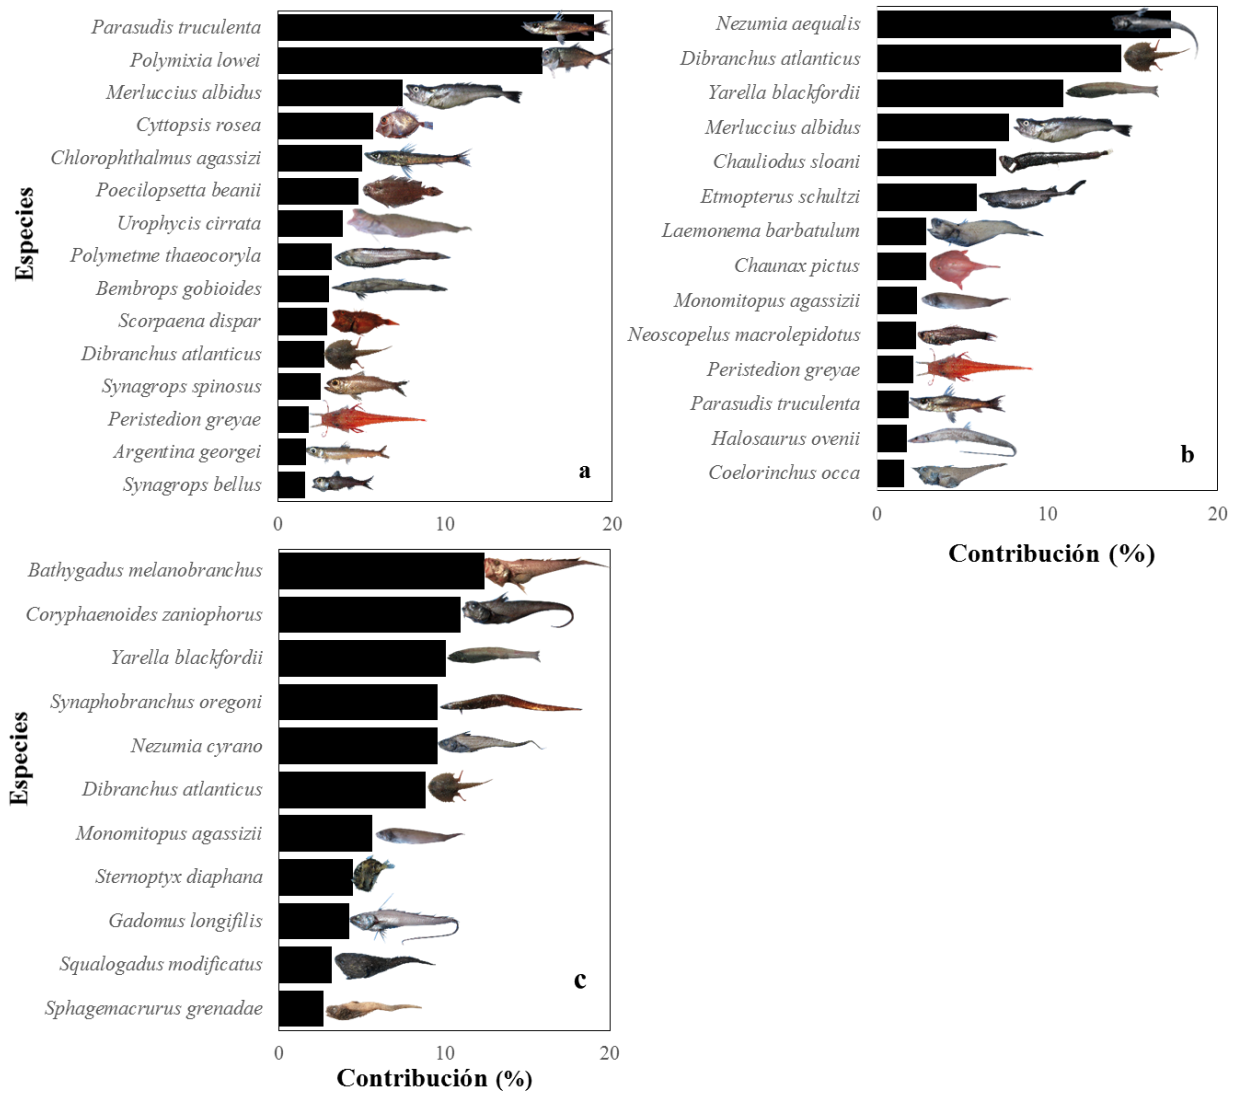 Especies
Parasudis truculenta
Polymixia lowei
Merluccius albidus
Cyttopsis rosea
Chlorophthalmus agassizi
Poecilopsetta beanii
Urophycis cirrata
Polymetme thaeocoryla
Bembrops gobioides
Scorpaena dispar
Dibranchus atlanticus
Synagrops spinosus
Peristedion greyae
Argentina georgei
Synagrops bellus
a
0 10 20
Nezumia aequalis
Dibranchus atlanticus
Yarella blackfordii
Merluccius albidus
Chauliodus sloani
Etmopterus schultzi
Laemonema barbatulum
Chaunax pictus
Monomitopus agassizii
Neoscopelus macrolepidotus
Peristedion greyae
Parasudis truculenta
Halosaurus ovenii
Coelorinchus occa
b
0 10 20
Contribución (%)
Especies
Bathygadus melanobranchus
Coryphaenoides zaniophorus
Yarella blackfordii
Synaphobranchus oregoni
Nezumia cyrano
Dibranchus atlanticus
Monomitopus agassizii
Sternoptyx diaphana
Gadomus longifilis
Squalogadus modificatus
Sphagemacrurus grenadae
c
0 10 20
Contribución (%)